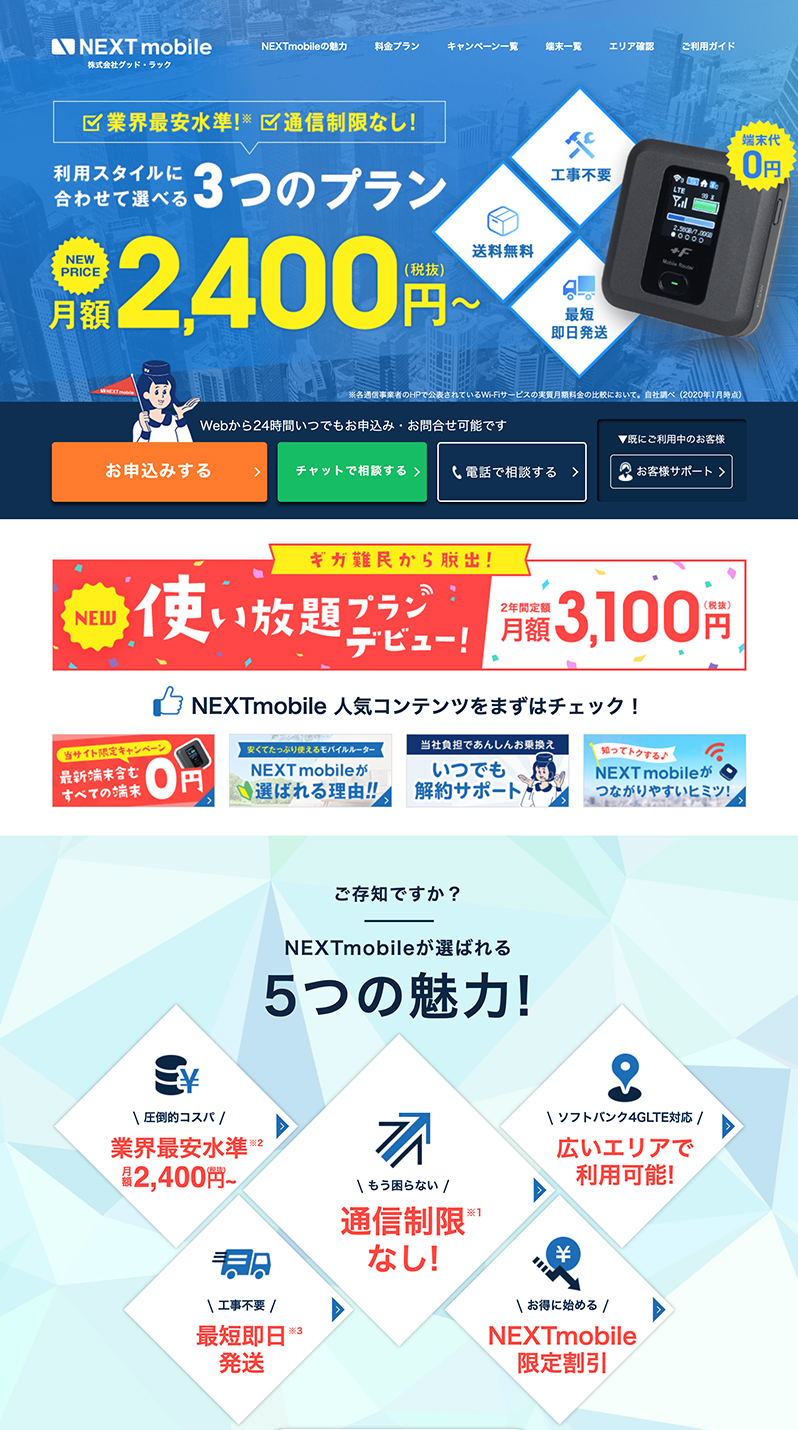 NEXT mobile
株式会社グッド・ラック
NEXTmobileの魅力
料金プラン
キャンペーン一覧
端末一覧
エリア確認
ご利用ガイド
業界最安水準!※ 通信制限なし!
利用スタイルに
合わせて選べる
3つのプラン
NEW
PRICE
月額2,400円～
(税抜)
工事不要
送料無料
最短
即日発送
端末代
0円
LTE
99 %
2.58GB/7.00GB
+F
Mobile Router
NEXT mobile
※各通信事業者のHPで公表されているWi-Fiサービスの実質月額料金の比較において。自社調べ（2020年1月時点）
Webから24時間いつでもお申込み・お問合せ可能です
お申込みする
チャットで相談する
電話で相談する
▼既にご利用中のお客様
お客様サポート
ギガ難民から脱出!
NEW
使い放題プラン
デビュー!
2年間定額
月額3,100円
(税抜)
NEXTmobile 人気コンテンツをまずはチェック！
当サイト限定キャンペーン
最新端末含む
すべての端末
0円
安くてたっぷり使えるモバイルルーター
NEXT mobileが
選ばれる理由!!
当社負担であんしんお乗換え
いつでも
解約サポート
知ってトクする♪
NEXT mobileが
つながりやすいヒミツ!
ご存知ですか？
NEXTmobileが選ばれる
5つの魅力!
\ 圧倒的コスパ /
業界最安水準※2
月額2,400円~
(税抜)
\ もう困らない /
通信制限※1
なし!
\ ソフトバンク4GLTE対応 /
広いエリアで
利用可能!
\ 工事不要 /
最短即日※3
発送
\ お得に始める /
NEXTmobile
限定割引